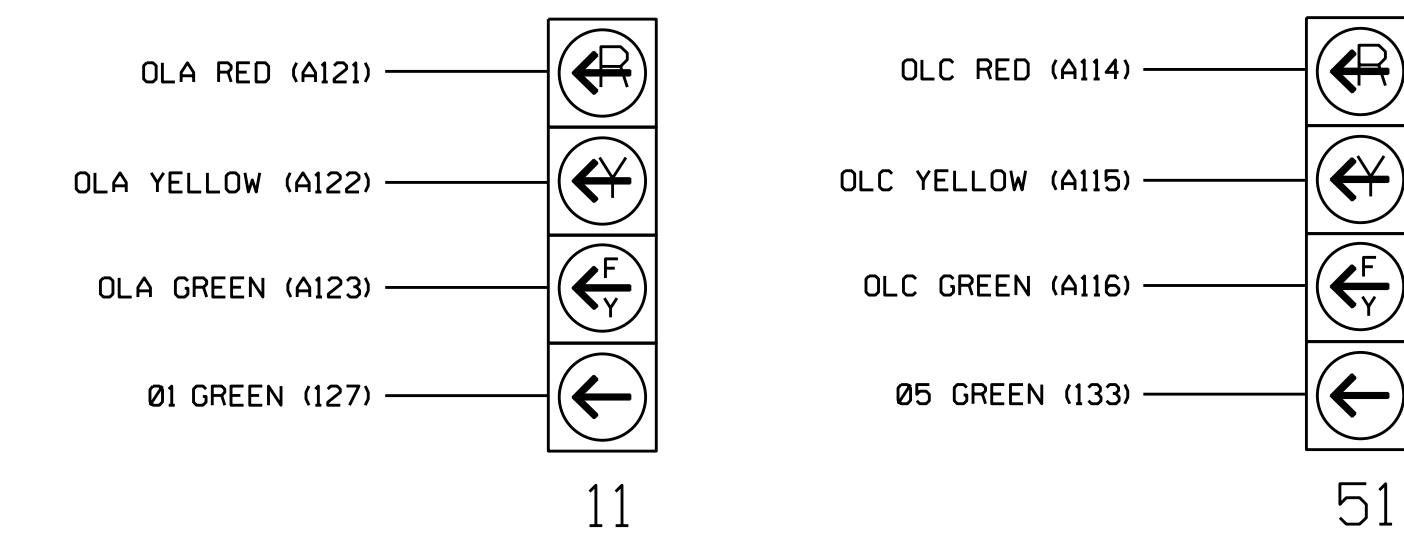 OLA RED (A121)
R
OLA YELLOW (A122)
Y
OLA GREEN (A123)
F
Y
Ø1 GREEN (127)
11
OLC RED (A114)
R
OLC YELLOW (A115)
Y
OLC GREEN (A116)
F
Y
Ø5 GREEN (133)
51